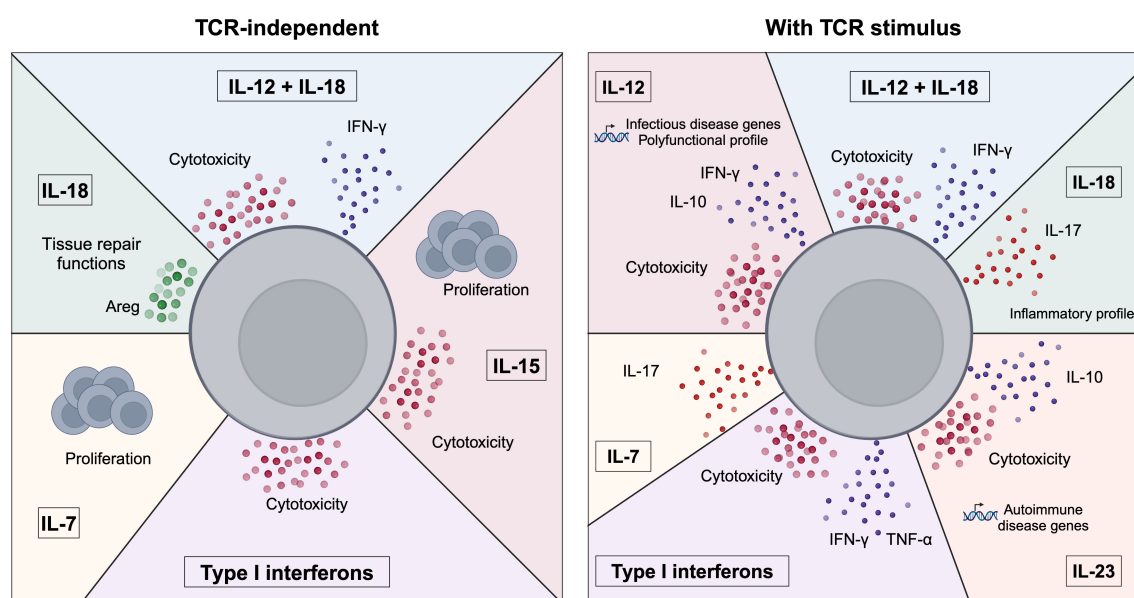 TCR-independent
IL-12 + IL-18
IFN-γ
Cytotoxicity
IL-18
Tissue repair
functions
Areg
Proliferation
IL-15
Cytotoxicity
Proliferation
IL-7
Cytotoxicity
Type I interferons
With TCR stimulus
IL-12
Infectious disease genes
Polyfunctional profile
IFN-γ
IL-10
Cytotoxicity
IL-12 + IL-18
Cytotoxicity
IFN-γ
IL-18
IL-17
Inflammatory profile
IL-17
IL-7
Cytotoxicity
IFN-γ
TNF-α
Type I interferons
IL-10
Cytotoxicity
Autoimmune
disease genes
IL-23